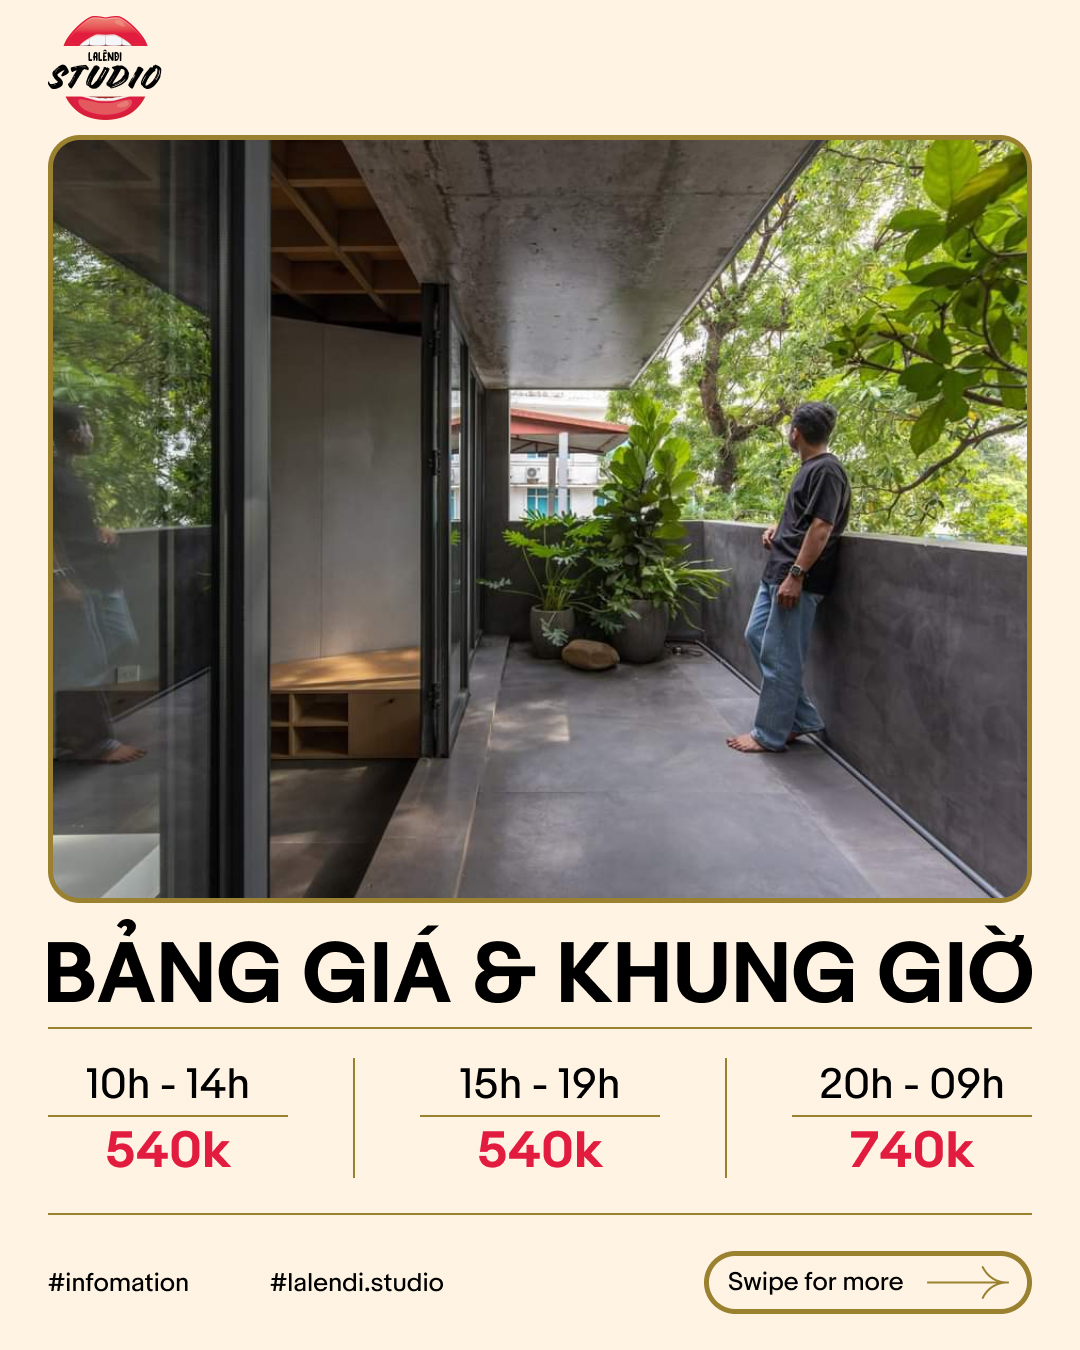 LALÊNDI
STUDIO
BẢNG GIÁ & KHUNG GIỜ
10h - 14h
540k
15h - 19h
540k
20h - 09h
740k
#infomation
#lalendi.studio
Swipe for more